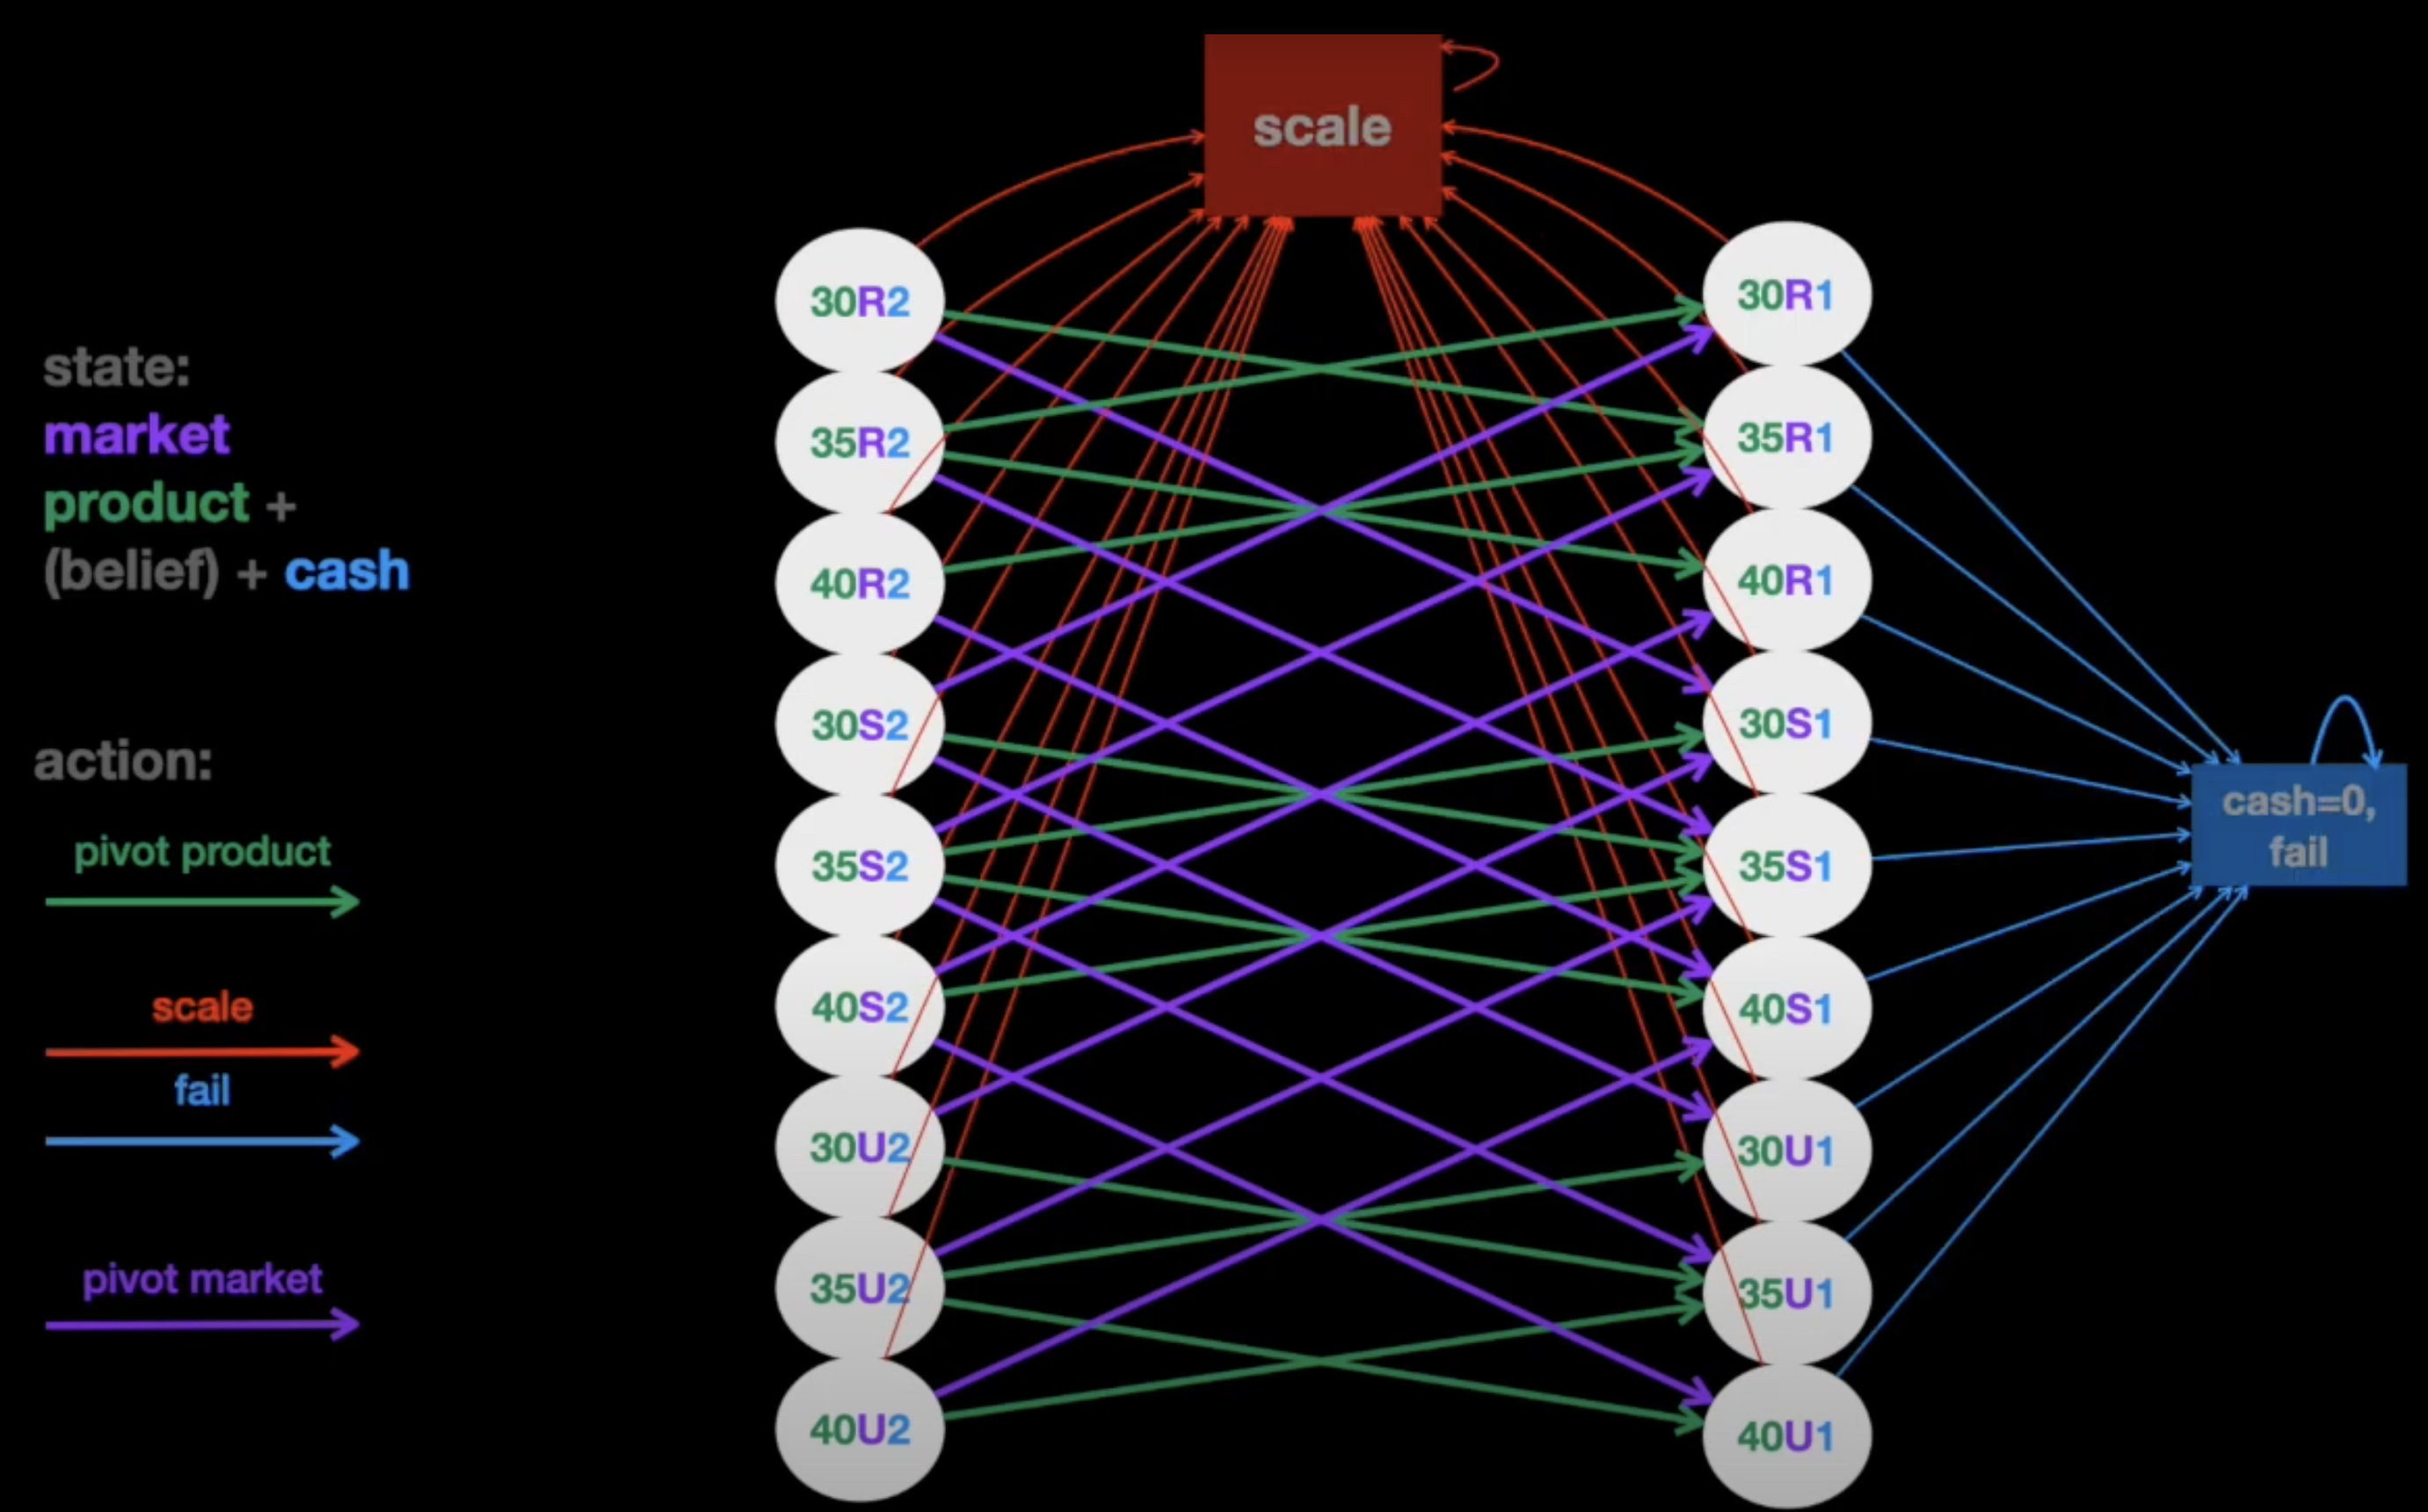 scale
state:
market
product +
(belief) + cash
action:
pivot product
scale
fail
pivot market
30R2
35R2
40R2
30S2
35S2
40S2
30U2
35U2
40U2
30R1
35R1
40R1
30S1
35S1
40S1
30U1
35U1
40U1
cash=0,
fail